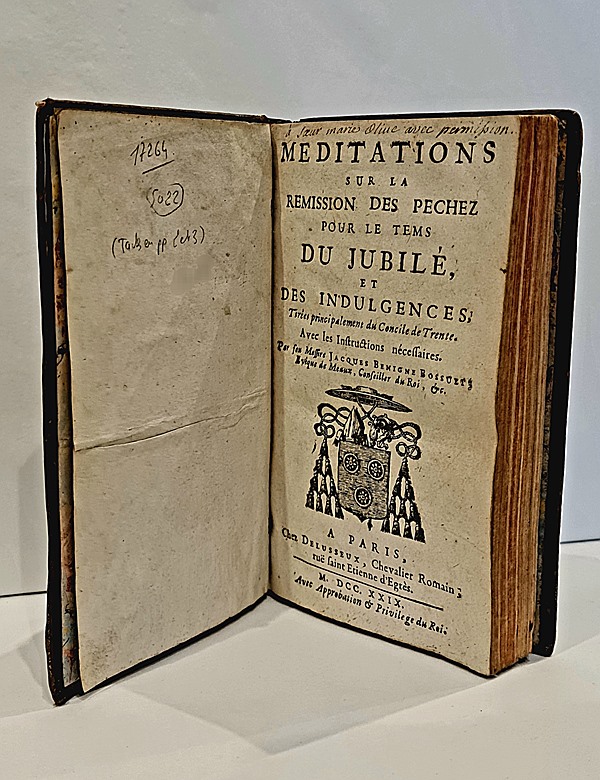 17264
5022
à sœur marie Olive avec permission.
MEDITATIONS
SUR LA
REMISSION DES PECHEZ
POUR LE TEMS
DU JUBILÉ,
ET
DES INDULGENCES,
Tirées principalement du Concile de Trente.
Avec les Instructions nécessaires.
Par feu Messire JACQUES BENIGNE BOSSUET,
Evêque de Meaux, Conseiller du Roi, &c.
A PARIS,
Chez DELUSSEUX, Chevalier Romain;
ruë saint Etienne d'Egrès.
M. DCC. XXIX.
Avec Approbation & Privilege du Roi.